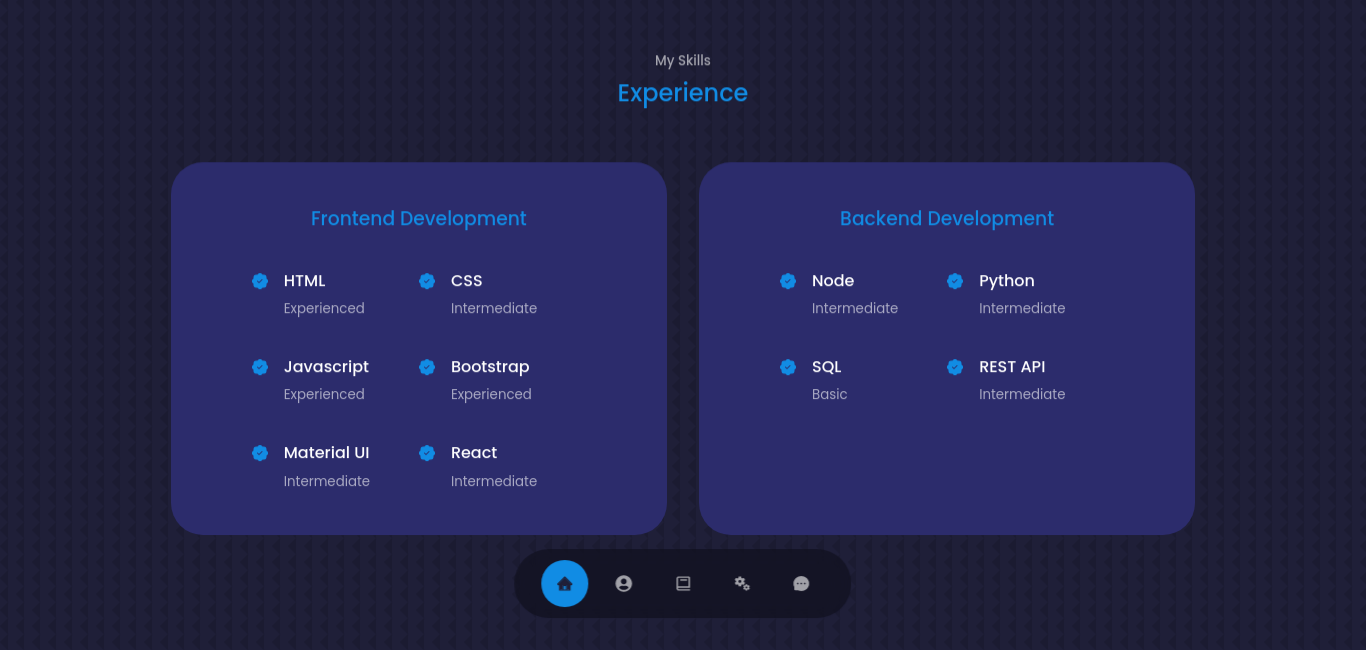 My Skills
Experience
Frontend Development
HTML
Experienced
CSS
Intermediate
Javascript
Experienced
Bootstrap
Experienced
Material UI
Intermediate
React
Intermediate
Backend Development
Node
Intermediate
Python
Intermediate
SQL
Basic
REST API
Intermediate